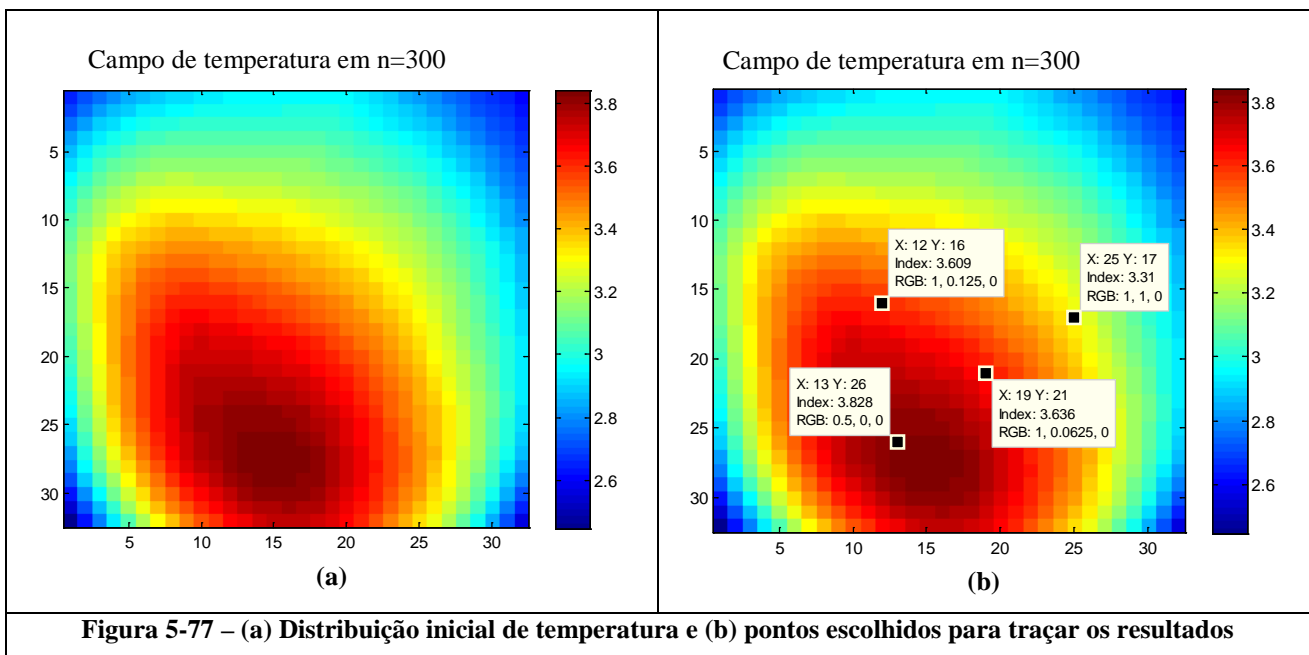 Campo de temperatura em n=300
5
10
15
20
25
30
5
10
15
20
25
30
3.8
3.6
3.4
3.2
3
2.8
2.6
(a)
Campo de temperatura em n=300
5
10
15
20
25
30
5
10
15
20
25
30
X: 12 Y: 16
Index: 3.609
RGB: 1, 0.125, 0
X: 25 Y: 17
Index: 3.31
RGB: 1, 1, 0
X: 13 Y: 26
Index: 3.828
RGB: 0.5, 0, 0
X: 19 Y: 21
Index: 3.636
RGB: 1, 0.0625, 0
3.8
3.6
3.4
3.2
3
2.8
2.6
(b)
Figura 5-77 – (a) Distribuição inicial de temperatura e (b) pontos escolhidos para traçar os resultados